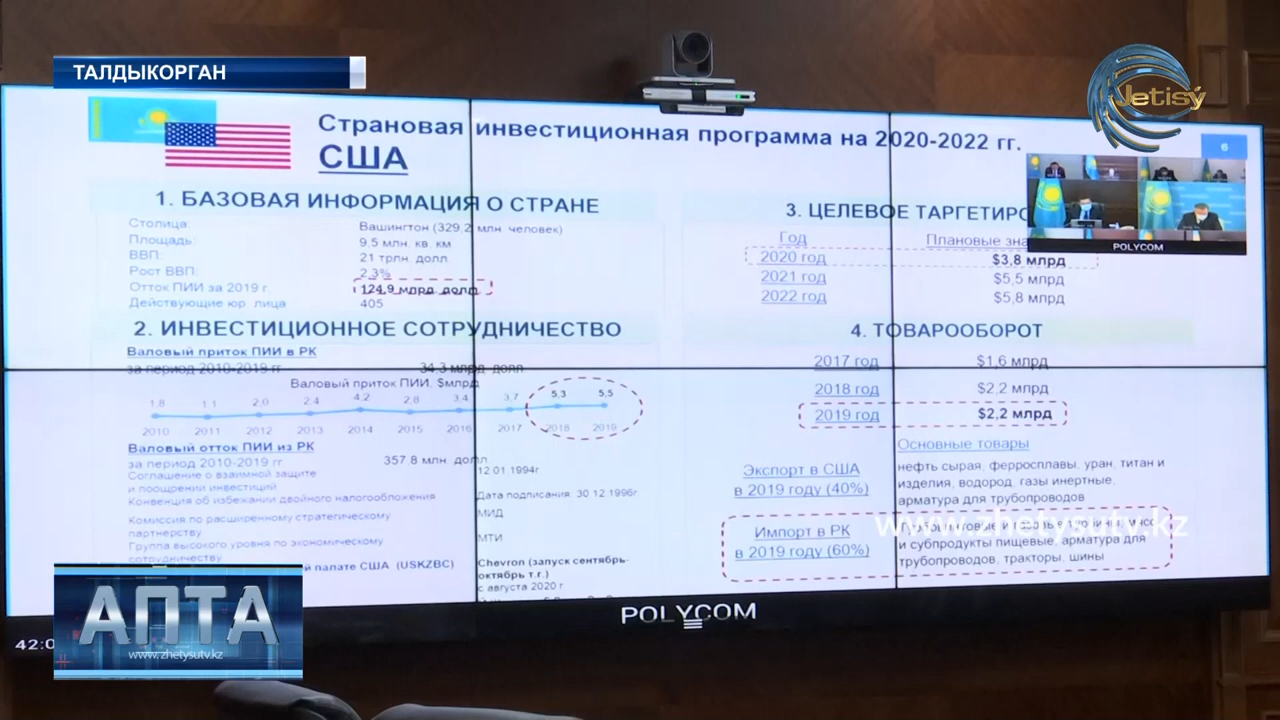 ТАЛДЫКОРГАН
Jetisý
Страновая инвестиционная программа на 2020-2022 гг.
США
6
POLYCOM
1. БАЗОВАЯ ИНФОРМАЦИЯ О СТРАНЕ
Столица: Вашингтон (329,2 млн. человек)
Площадь: 9,5 млн. кв. км
ВВП: 21 трлн. долл
Рост ВВП: 2,3%
Отток ПИИ за 2019 г. 124,9 млрд. долл
Действующие юр. лица 405
2. ИНВЕСТИЦИОННОЕ СОТРУДНИЧЕСТВО
Валовый приток ПИИ в РК
за период 2010-2019 гг 34,3 млрд. долл
Валовый приток ПИИ, $млрд
1,8 1,1 2,0 2,4 4,2 2,8 3,4 3,7 5,3 5,5
2010 2011 2012 2013 2014 2015 2016 2017 2018 2019
Валовый отток ПИИ из РК
за период 2010-2019 гг 357,8 млн. долл
Соглашение о взаимной защите
и поощрении инвестиций 12.01.1994г
Конвенция об избежании двойного налогообложения Дата подписания: 30.12.1996г.
Комиссия по расширенному стратегическому
партнерству МИД
Группа высокого уровня по экономическому
сотрудничеству МТИ
палате США (USKZBC) Chevron (запуск сентябрь-
октябрь т.г.)
с августа 2020 г
3. ЦЕЛЕВОЕ
Год Плановые
2020 год $3,8 млрд
2021 год $5,5 млрд
2022 год $5,8 млрд
4. ТОВАРООБОРОТ
2017 год $1,6 млрд
2018 год $2,2 млрд
2019 год $2,2 млрд
Основные товары
Экспорт в США
в 2019 году (40%)
нефть сырая, ферросплавы, уран, титан и
изделия, водород, газы инертные,
арматура для трубопроводов
Импорт в РК
в 2019 году (60%)
и субпродукты пищевые, арматура для
трубопроводов, тракторы, шины
www.zhetysutv.kz
POLYCOM
АПТА
www.zhetysutv.kz